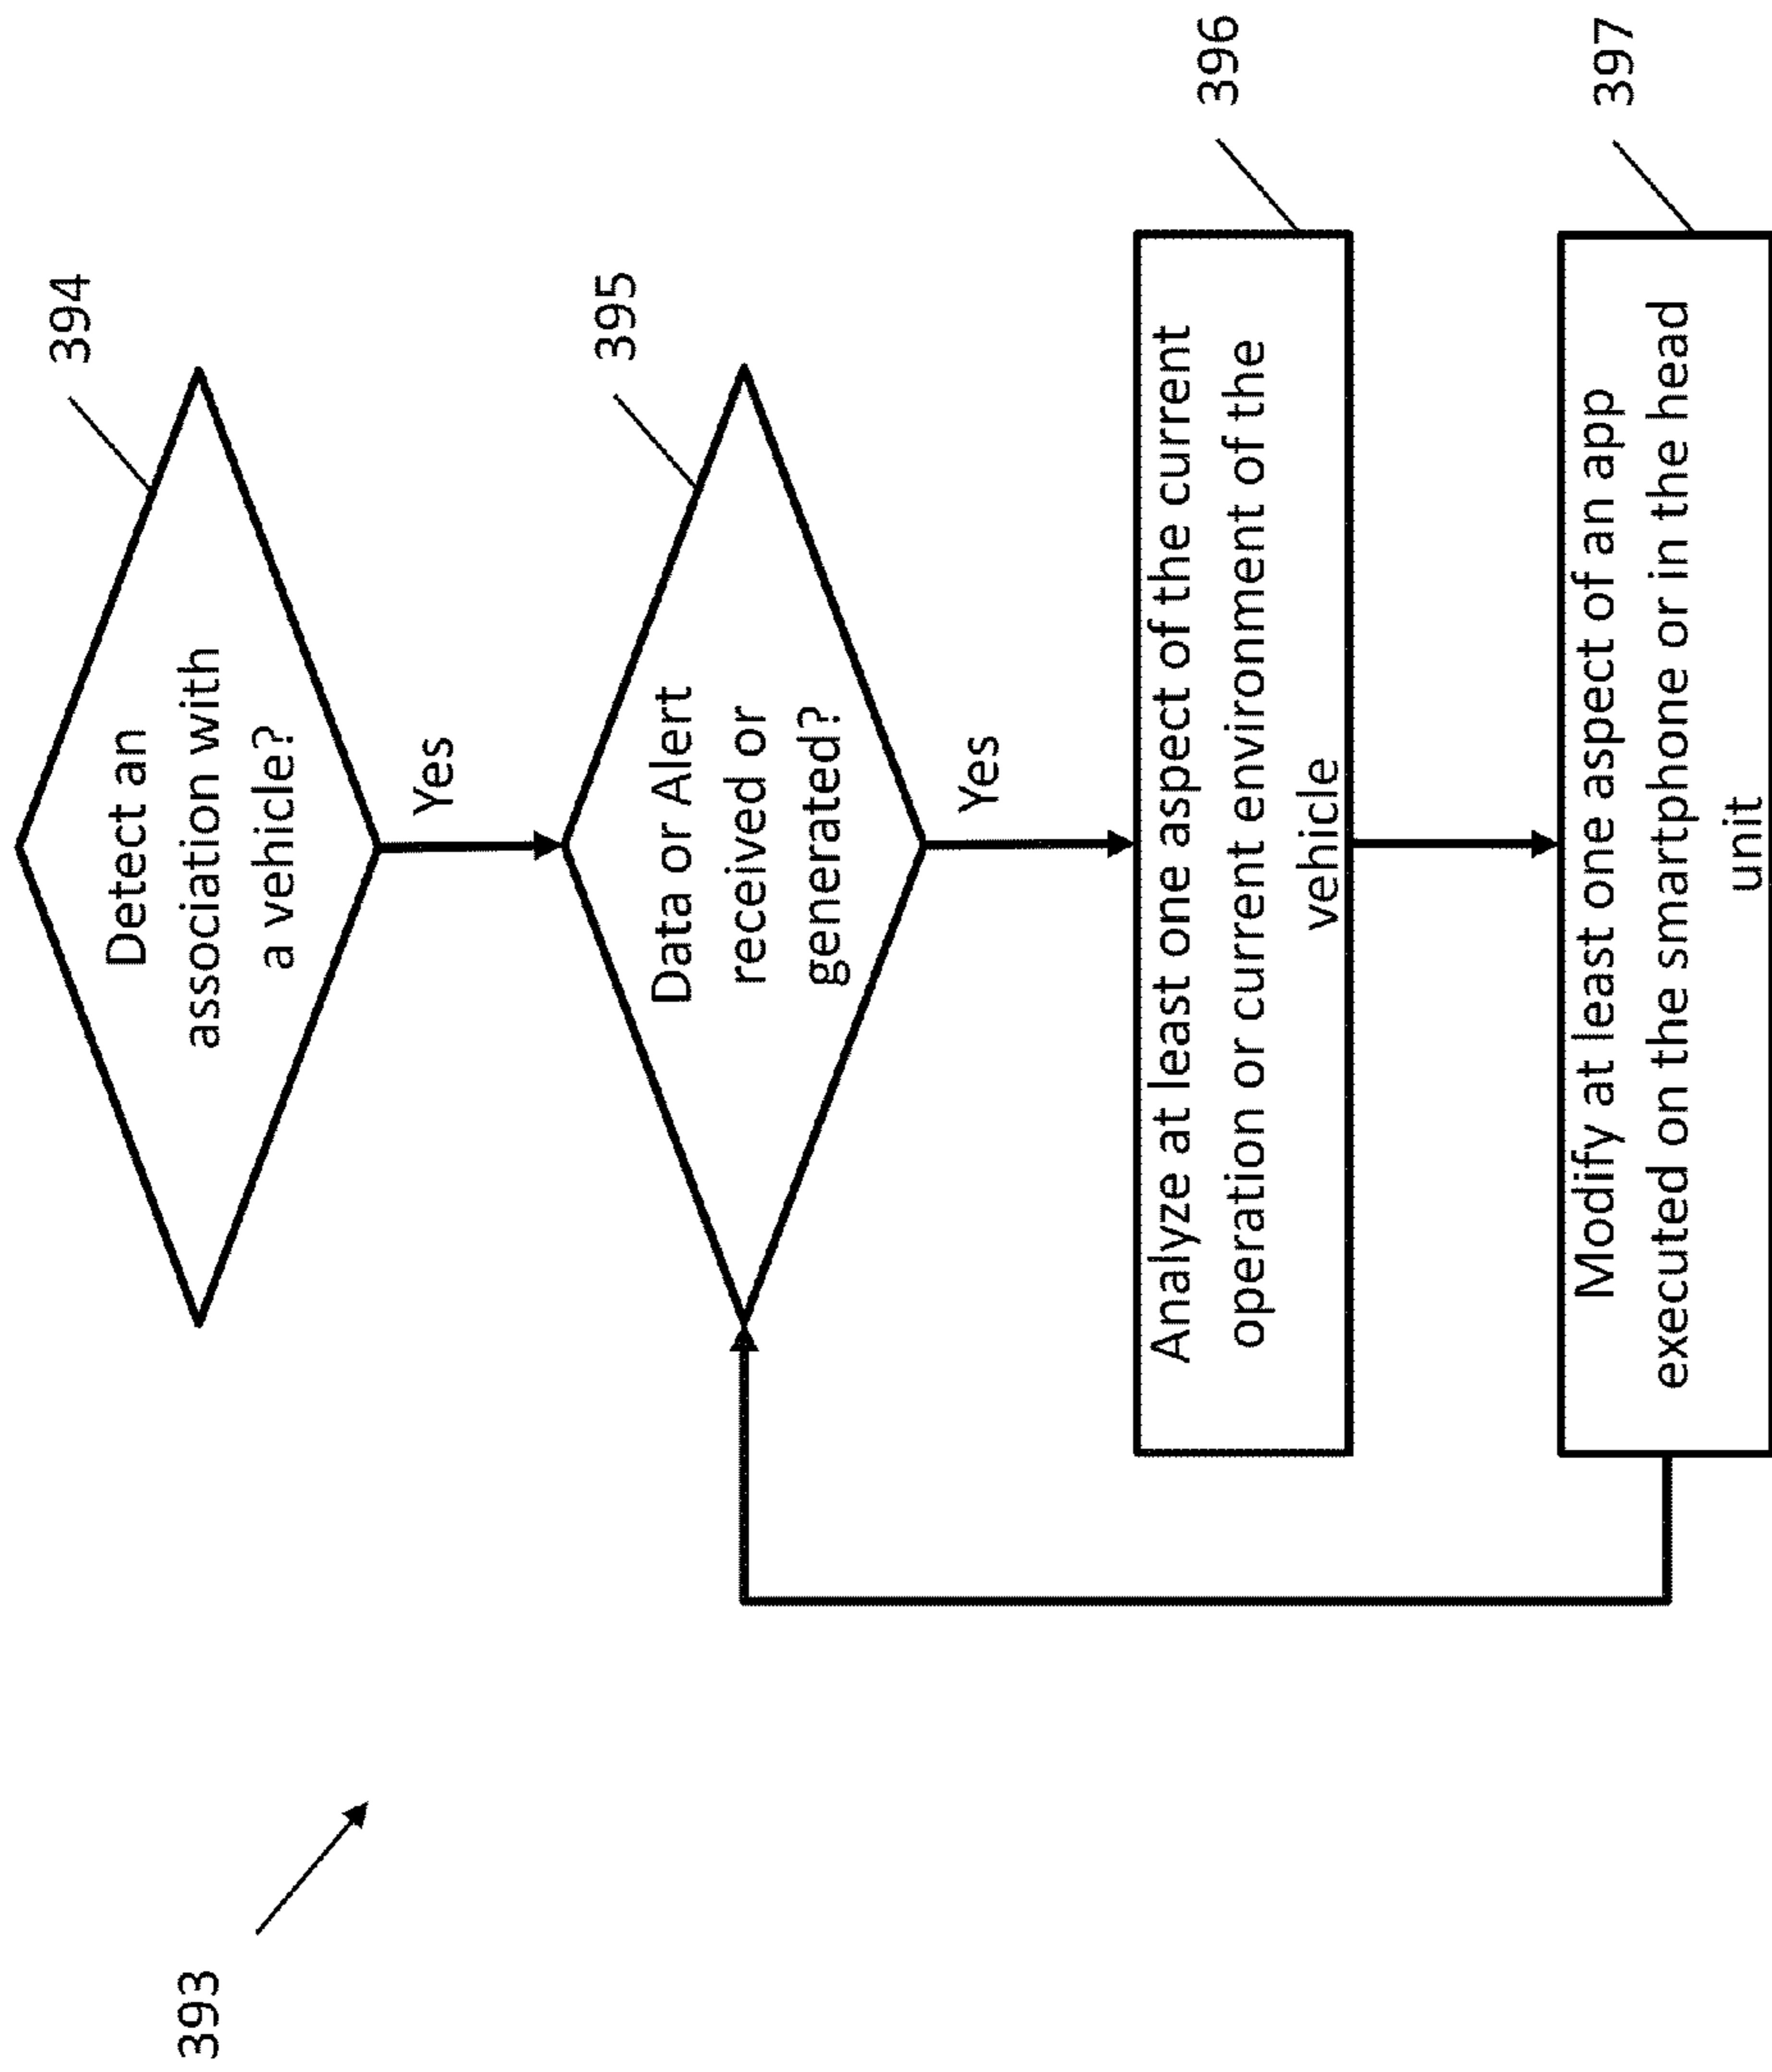 393
394
Detect an
association with
a vehicle?
Yes
395
Data or Alert
received or
generated?
Yes
396
Analyze at least one aspect of the current
operation or current environment of the
vehicle
397
Modify at least one aspect of an app
executed on the smartphone or in the head
unit